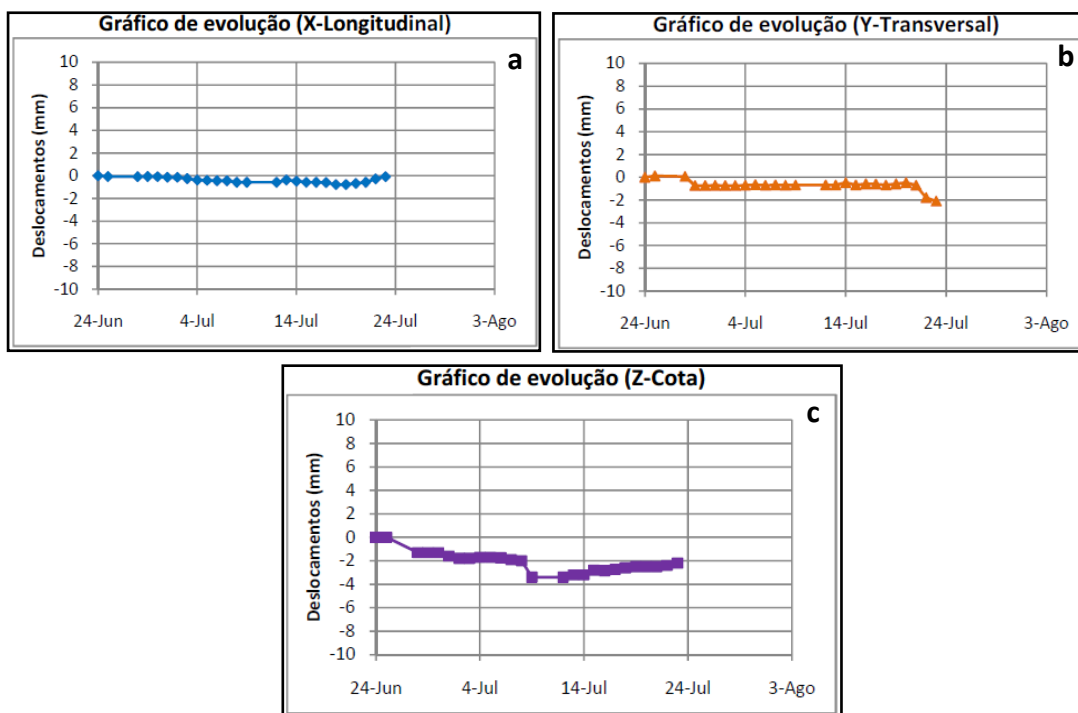 Gráfico de evolução (X-Longitudinal)
a
Deslocamentos (mm)
10
8
6
4
2
0
-2
-4
-6
-8
-10
24-Jun 4-Jul 14-Jul 24-Jul 3-Ago
Gráfico de evolução (Y-Transversal)
b
Deslocamentos (mm)
10
8
6
4
2
0
-2
-4
-6
-8
-10
24-Jun 4-Jul 14-Jul 24-Jul 3-Ago
Gráfico de evolução (Z-Cota)
c
Deslocamentos (mm)
10
8
6
4
2
0
-2
-4
-6
-8
-10
24-Jun 4-Jul 14-Jul 24-Jul 3-Ago